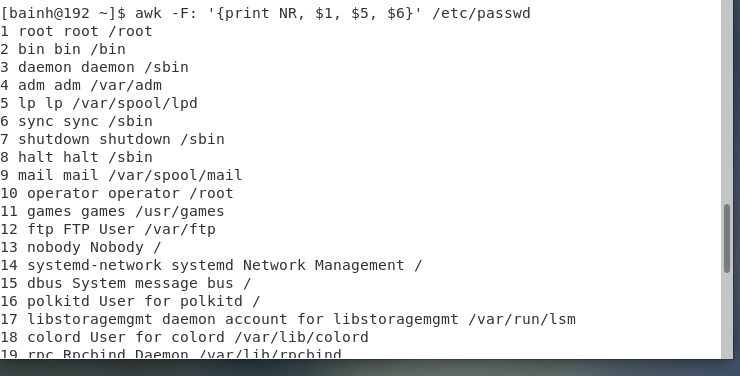 [bainh@192 ~]$ awk -F: '{print NR, $1, $5, $6}' /etc/passwd
1 root root /root
2 bin bin /bin
3 daemon daemon /sbin
4 adm adm /var/adm
5 lp lp /var/spool/lpd
6 sync sync /sbin
7 shutdown shutdown /sbin
8 halt halt /sbin
9 mail mail /var/spool/mail
10 operator operator /root
11 games games /usr/games
12 ftp FTP User /var/ftp
13 nobody Nobody /
14 systemd-network systemd Network Management /
15 dbus System message bus /
16 polkitd User for polkitd /
17 libstoragemgmt daemon account for libstoragemgmt /var/run/lsm
18 colord User for colord /var/lib/colord
19 rpc Rpcbind Daemon /var/lib/rpcbind